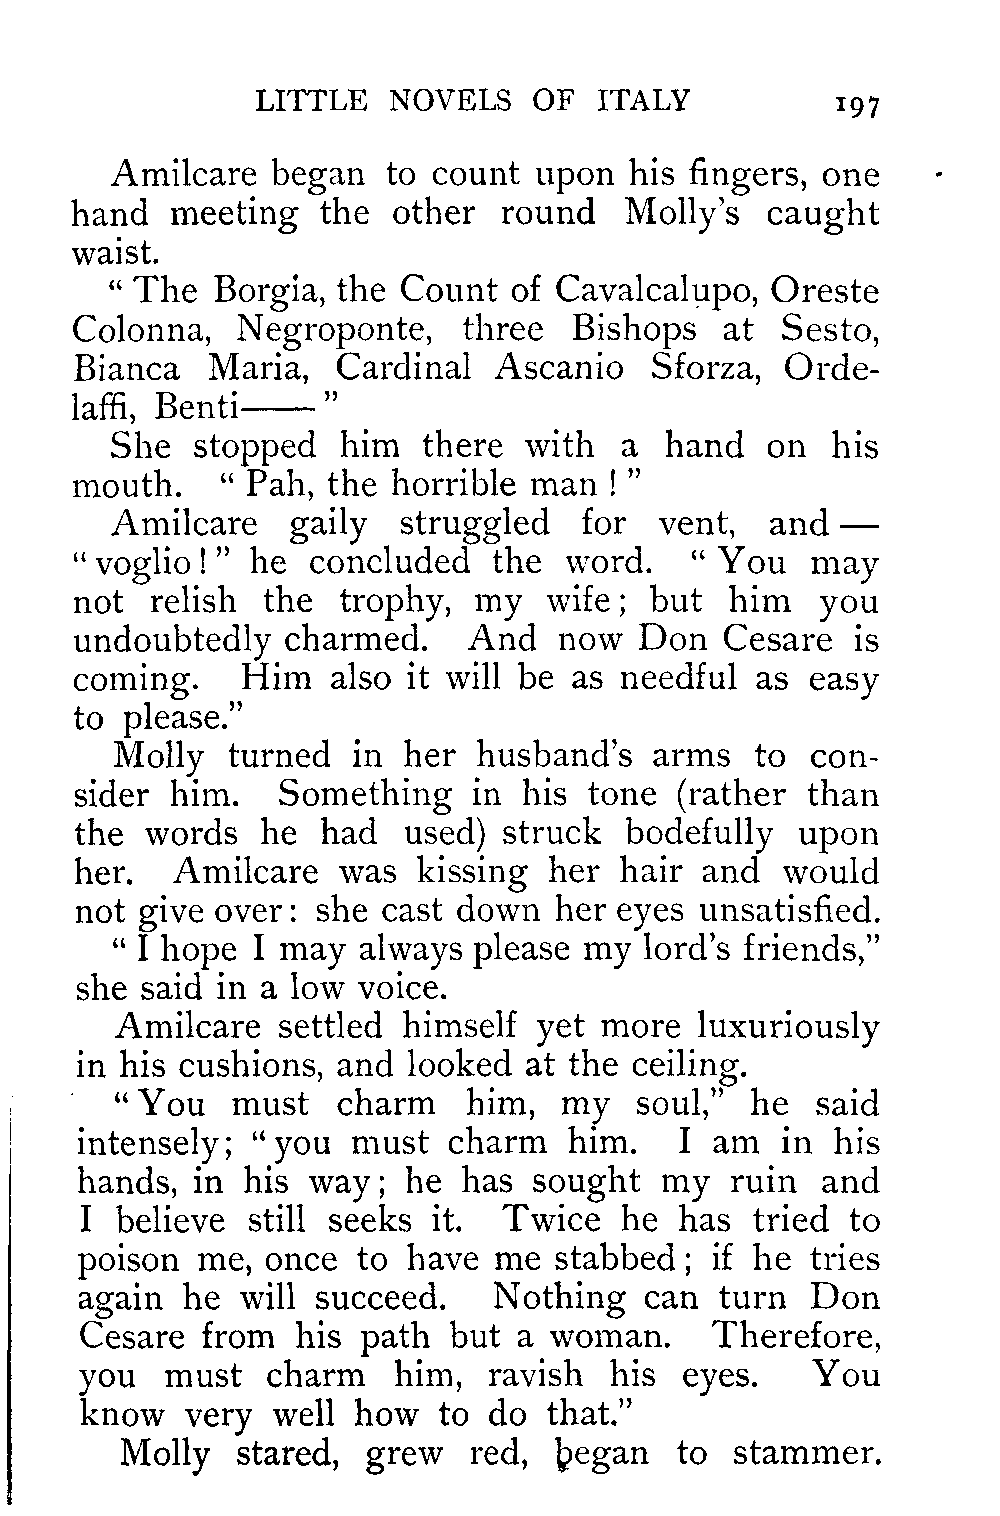 LITTLE NOVELS OF ITALY 197
Amilcare began to count upon his fingers, one
hand meeting the other round Molly's caught
waist.
" The Borgia, the Count of Cavalcalupo, Oreste
Colonna, Negroponte, three Bishops at Sesto,
Bianca Maria, Cardinal Ascanio Sforza, Orde-
laffi, Benti—— "
She stopped him there with a hand on his
mouth. " Pah, the horrible man ! "
Amilcare gaily struggled for vent, and —
" voglio ! " he concluded the word. " You may
not relish the trophy, my wife ; but him you
undoubtedly charmed. And now Don Cesare is
coming. Him also it will be as needful as easy
to please."
Molly turned in her husband's arms to con-
sider him. Something in his tone (rather than
the words he had used) struck bodefully upon
her. Amilcare was kissing her hair and would
not give over : she cast down her eyes unsatisfied.
" I hope I may always please my lord's friends,"
she said in a low voice.
Amilcare settled himself yet more luxuriously
in his cushions, and looked at the ceiling.
" You must charm him, my soul," he said
intensely ; " you must charm him. I am in his
hands, in his way ; he has sought my ruin and
I believe still seeks it. Twice he has tried to
poison me, once to have me stabbed ; if he tries
again he will succeed. Nothing can turn Don
Cesare from his path but a woman. Therefore,
you must charm him, ravish his eyes. You
know very well how to do that."
Molly stared, grew red, began to stammer.